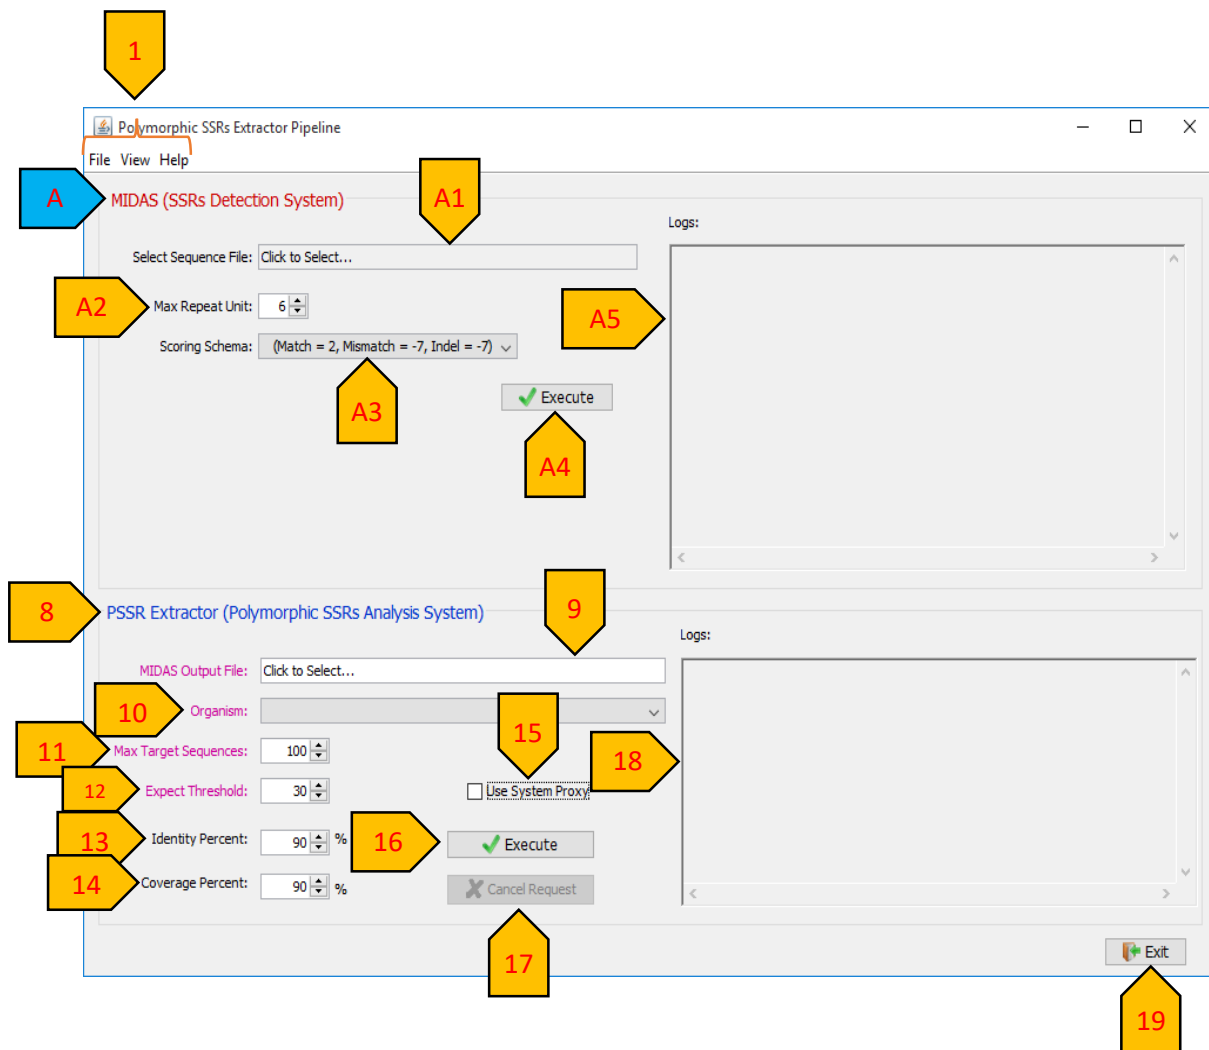 1
Polymorphic SSRs Extractor Pipeline
File View Help
A
MIDAS (SSRs Detection System)
A1
Logs:
Select Sequence File: Click to Select...
A2
Max Repeat Unit: 6
A5
Scoring Schema: (Match = 2, Mismatch = -7, Indel = -7)
A3
Execute
A4
8
PSSR Extractor (Polymorphic SSRs Analysis System)
9
Logs:
MIDAS Output File: Click to Select...
10
Organism:
15
11
Max Target Sequences: 100
18
12
Expect Threshold: 30
Use System Proxy
13
Identity Percent: 90 %
16
Execute
14
Coverage Percent: 90 %
Cancel Request
17
Exit
19